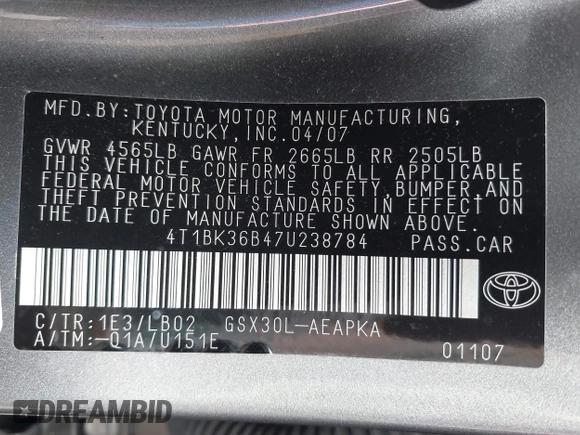 MFD.BY:TOYOTA MOTOR MANUFACTURING,
KENTUCKY,INC.04/07
GVWR 4565LB GAWR FR 2665LB RR 2505LB
THIS VEHICLE CONFORMS TO ALL APPLICABLE
FEDERAL MOTOR VEHICLE SAFETY,BUMPER,AND
THEFT PREVENTION STANDARDS IN EFFECT ON
THE DATE OF MANUFACTURE SHOWN ABOVE.
4T1BK36B47U238784 PASS.CAR
C/TR:1E3/LB02 GSX30L-AEAPKA
A/TM:-Q1A/U151E 01107
DREAMBID